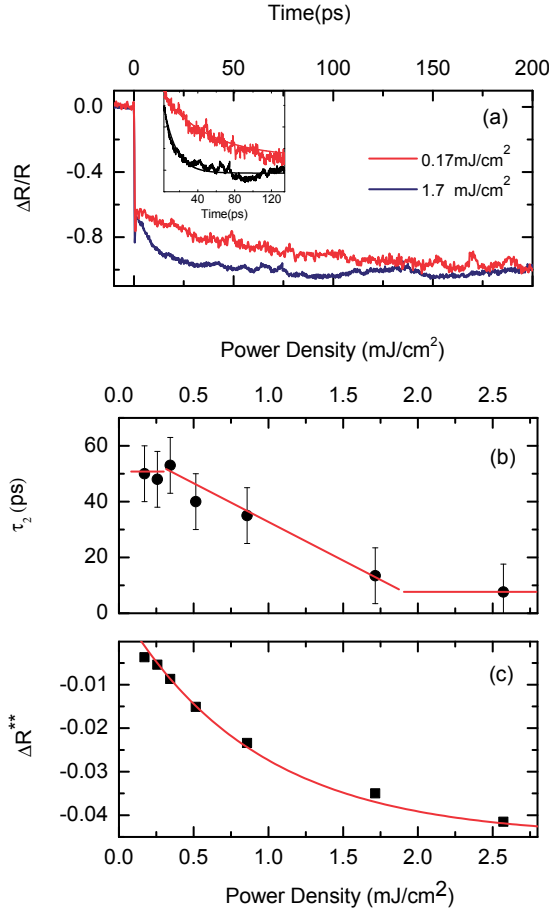 Time(ps)
0 50 75 100 125 150 175 200
(a)
0.0
-0.4
-0.8
ΔR/R
0.17mJ/cm²
1.7 mJ/cm²
40 80 120
Time(ps)
Power Density (mJ/cm²)
0.0 0.5 1.0 1.5 2.0 2.5
(b)
60
40
20
0
τ₂ (ps)
(c)
-0.01
-0.02
-0.03
-0.04
ΔR**
0.0 0.5 1.0 1.5 2.0 2.5
Power Density (mJ/cm²)